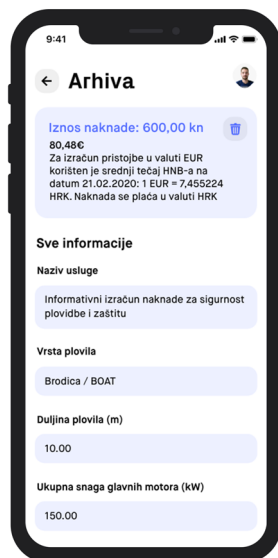 9:41
Arhiva
Iznos naknade: 600,00 kn
80,48€
Za izračun pristojbe u valuti EUR
korišten je srednji tečaj HNB-a na
datum 21.02.2020: 1 EUR = 7,455224
HRK. Naknada se plaća u valuti HRK
Sve informacije
Naziv usluge
Informativni izračun naknade za sigurnost
plovidbe i zaštitu
Vrsta plovila
Brodica / BOAT
Duljina plovila (m)
10.00
Ukupna snaga glavnih motora (kW)
150.00